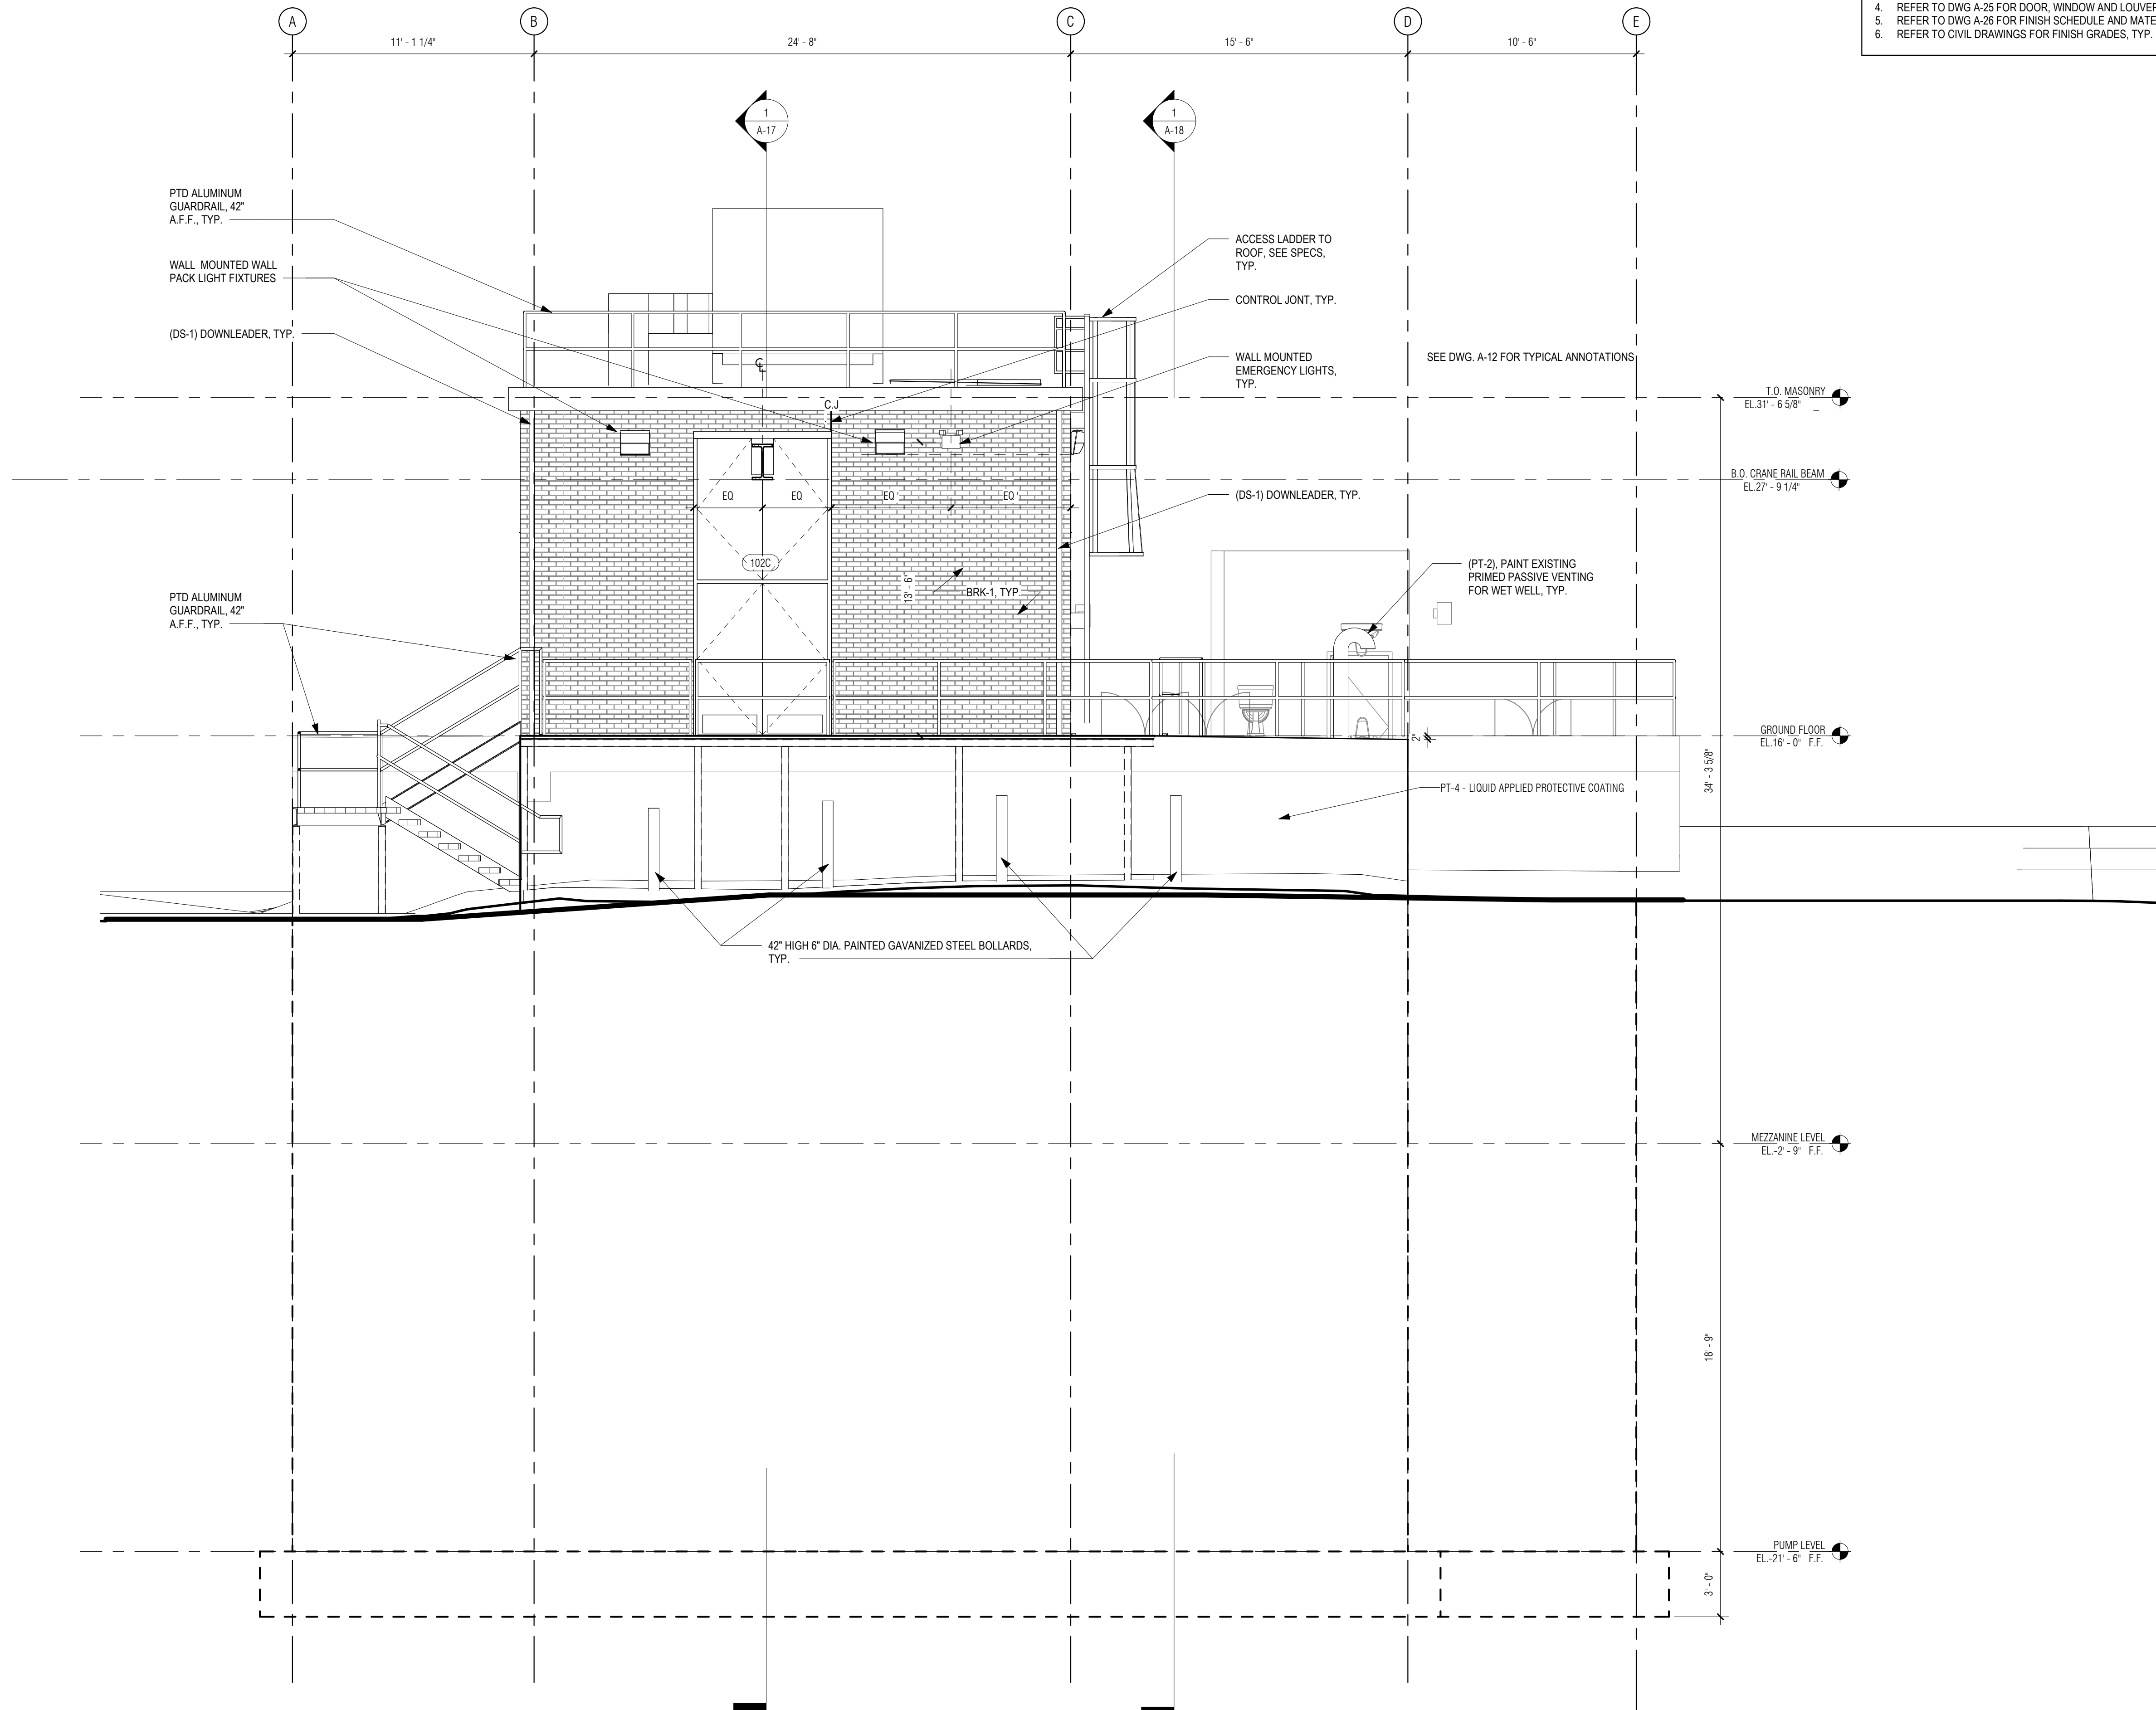 A
B
C
D
E
11' - 1 1/4"
24' - 8"
15' - 6"
10' - 6"
4. REFER TO DWG A-25 FOR DOOR, WINDOW AND LOUVER
5. REFER TO DWG A-26 FOR FINISH SCHEDULE AND MATE
6. REFER TO CIVIL DRAWINGS FOR FINISH GRADES, TYP.
1
A-17
1
A-18
PTD ALUMINUM
GUARDRAIL, 42"
A.F.F., TYP.
WALL MOUNTED WALL
PACK LIGHT FIXTURES
(DS-1) DOWNLEADER, TYP.
ACCESS LADDER TO
ROOF, SEE SPECS,
TYP.
CONTROL JONT, TYP.
WALL MOUNTED
EMERGENCY LIGHTS,
TYP.
SEE DWG. A-12 FOR TYPICAL ANNOTATIONS
T.O. MASONRY
EL.31' - 6 5/8"
C.J
B.O. CRANE RAIL BEAM
EL.27' - 9 1/4"
EQ
EQ
EQ
EQ
(DS-1) DOWNLEADER, TYP.
102C
13' - 6"
BRK-1, TYP.
(PT-2), PAINT EXISTING
PRIMED PASSIVE VENTING
FOR WET WELL, TYP.
PTD ALUMINUM
GUARDRAIL, 42"
A.F.F., TYP.
GROUND FLOOR
EL.16' - 0" F.F.
2"
34' - 3 5/8"
PT-4 - LIQUID APPLIED PROTECTIVE COATING
42" HIGH 6" DIA. PAINTED GAVANIZED STEEL BOLLARDS,
TYP.
MEZZANINE LEVEL
EL.-2' - 9" F.F.
18' - 9"
PUMP LEVEL
EL.-21' - 6" F.F.
3' - 0"